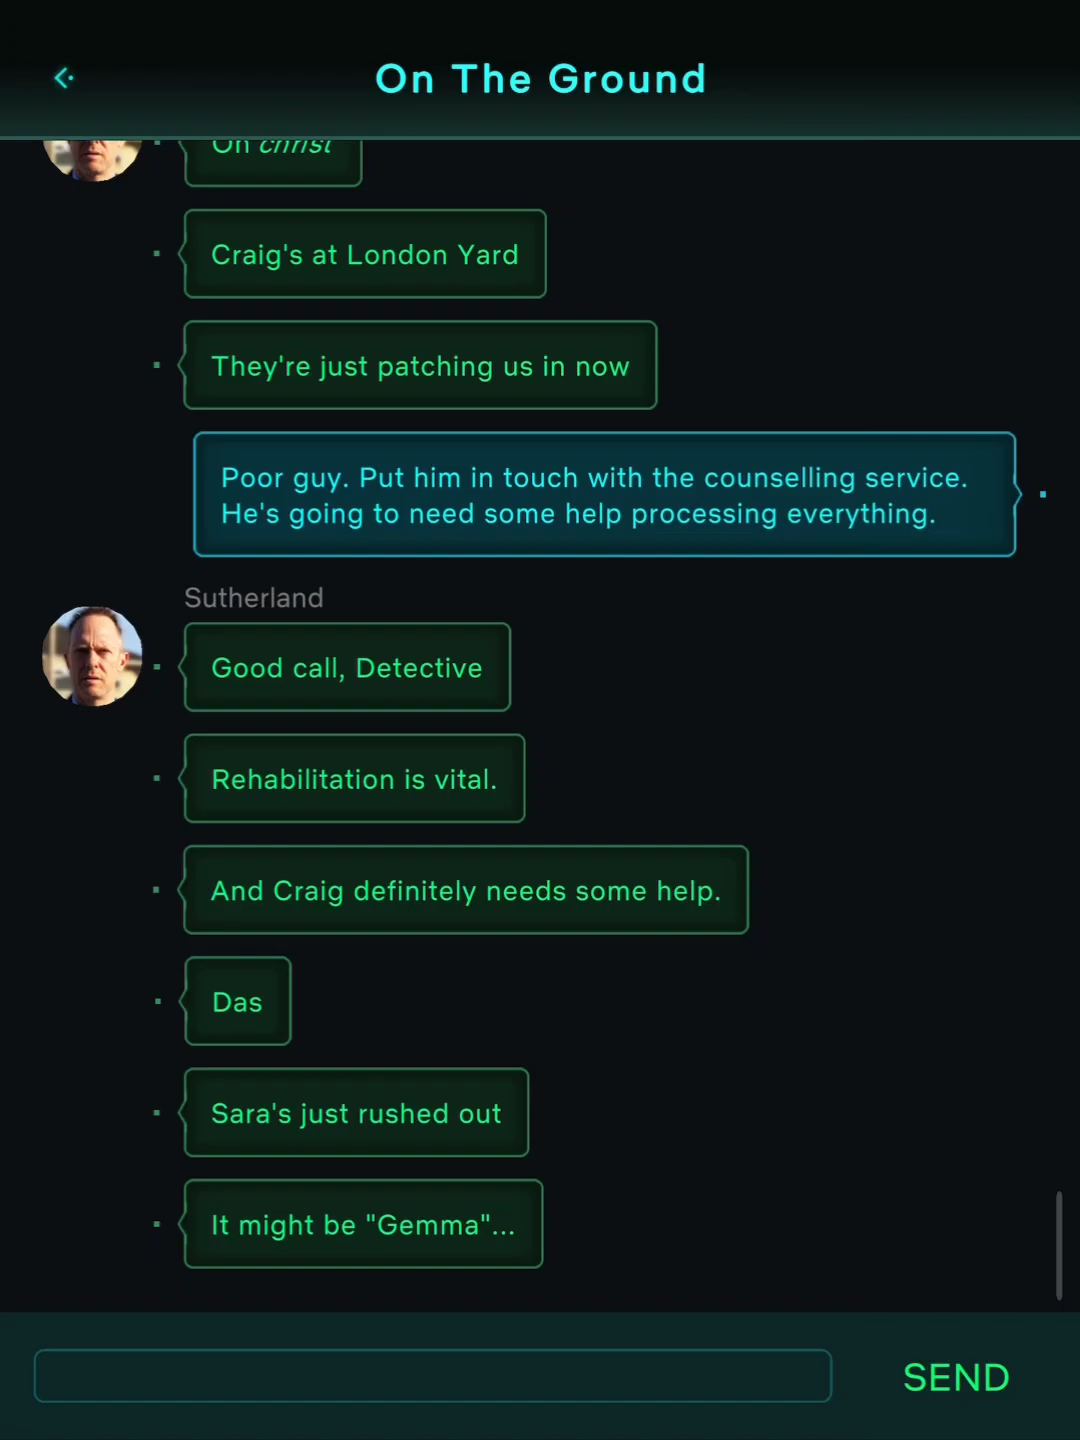 On The Ground
Oh christ
Craig's at London Yard
They're just patching us in now
Poor guy. Put him in touch with the counselling service.
He's going to need some help processing everything.
Sutherland
Good call, Detective
Rehabilitation is vital.
And Craig definitely needs some help.
Das
Sara's just rushed out
It might be "Gemma"...
SEND